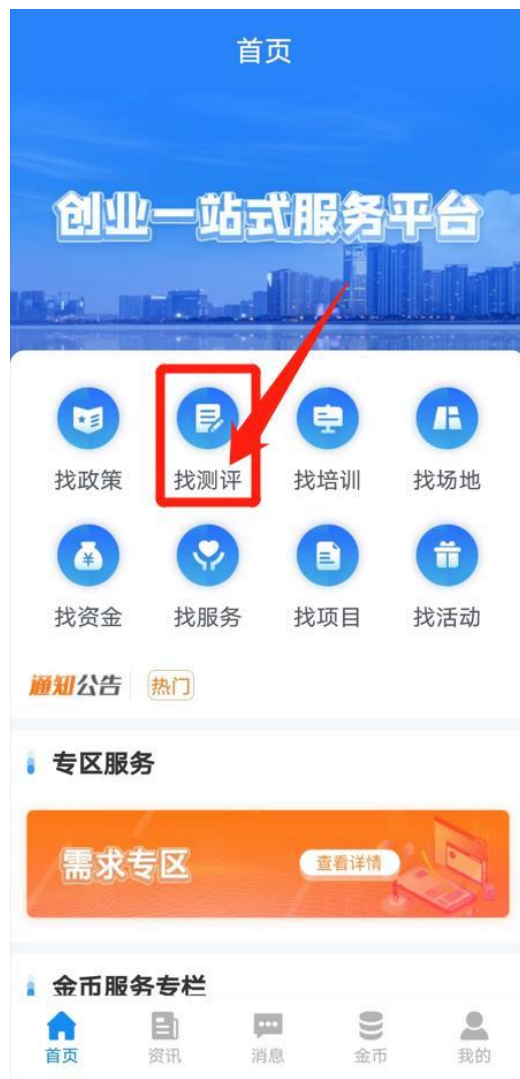 首页
创业一站式服务平台
找政策 找测评 找培训 找场地
找资金 找服务 找项目 找活动
通知公告 热门
专区服务
需求专区 查看详情
金币服务专栏
首页 资讯 消息 金币 我的